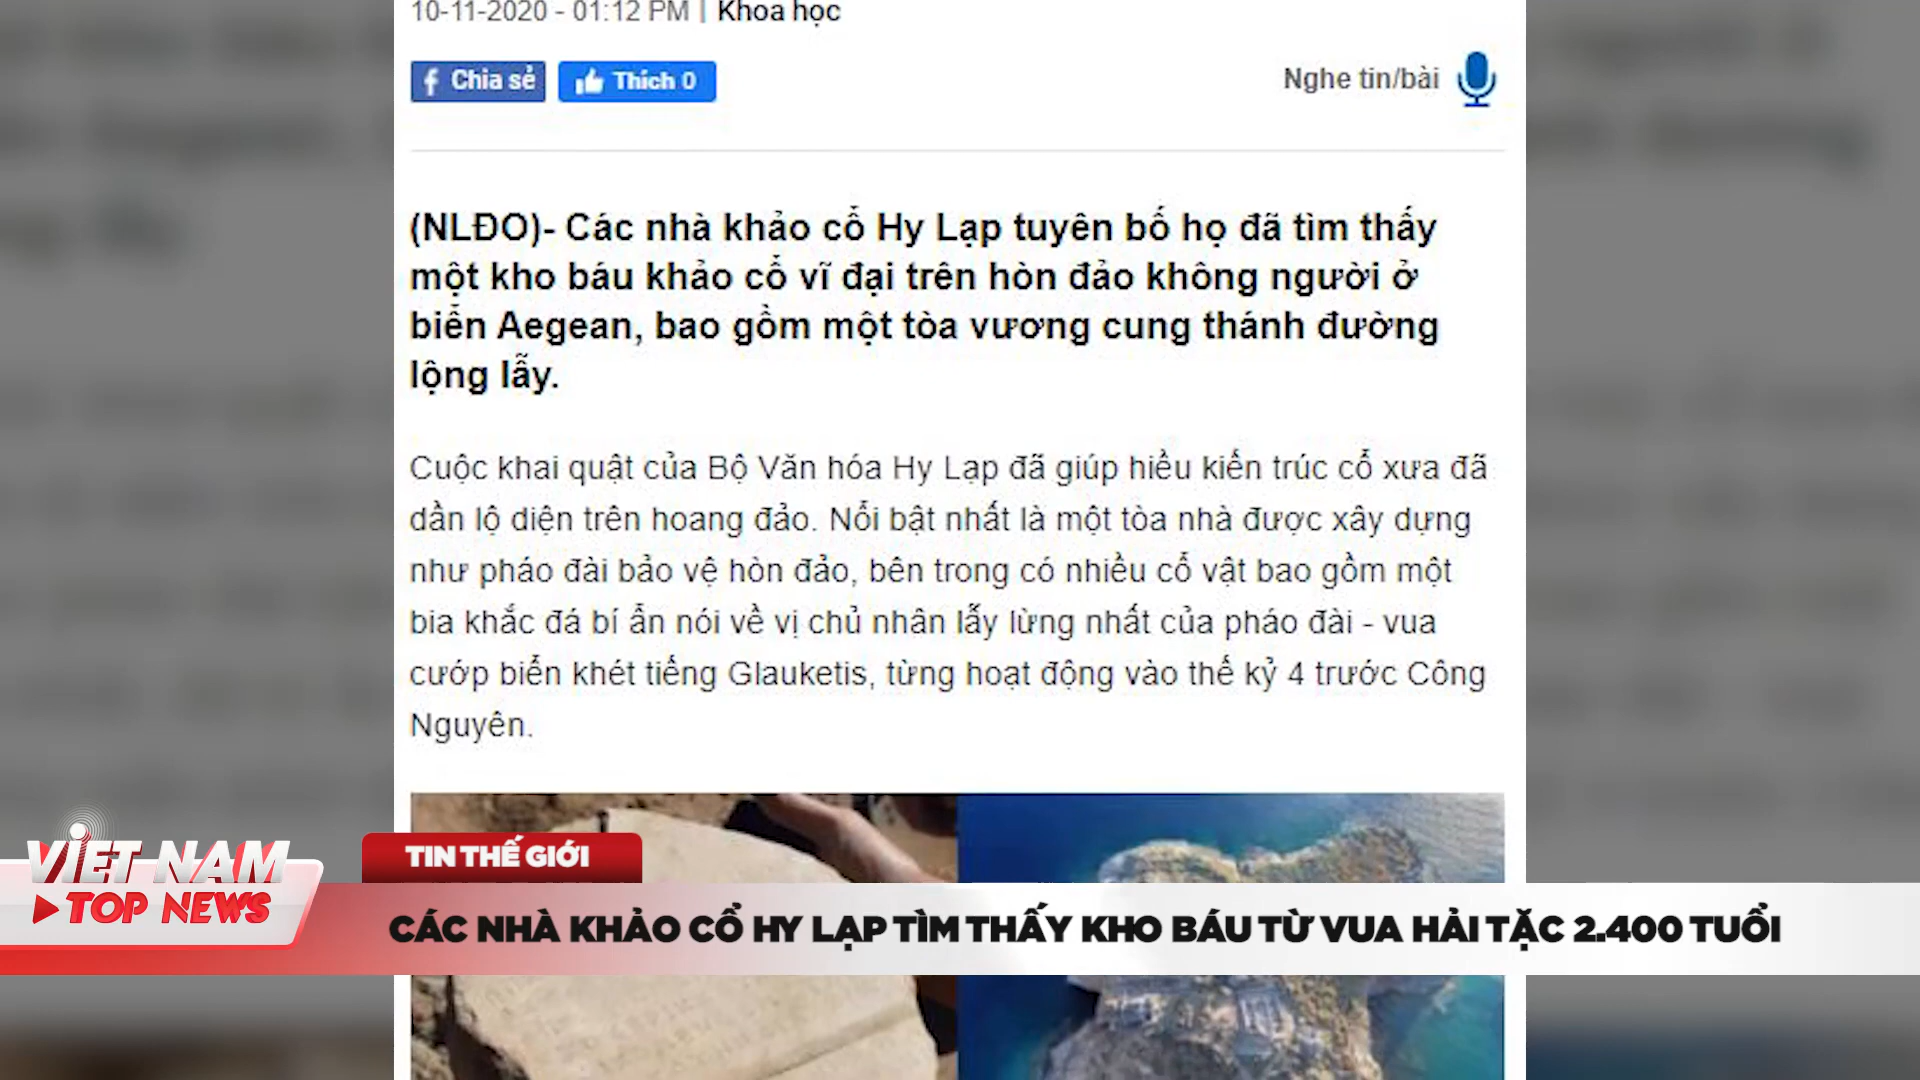 10-11-2020 - 01:12 PM | Khoa học
Chia sẻ
Thích 0
Nghe tin/bài
(NLĐO)- Các nhà khảo cổ Hy Lạp tuyên bố họ đã tìm thấy
một kho báu khảo cổ vĩ đại trên hòn đảo không người ở
biển Aegean, bao gồm một tòa vương cung thánh đường
lộng lẫy.
Cuộc khai quật của Bộ Văn hóa Hy Lạp đã giúp hiều kiến trúc cổ xưa đã
dần lộ diện trên hoang đảo. Nổi bật nhất là một tòa nhà được xây dựng
như pháo đài bảo vệ hòn đảo, bên trong có nhiều cổ vật bao gồm một
bia khắc đá bí ẩn nói về vị chủ nhân lẫy lừng nhất của pháo đài - vua
cướp biển khét tiếng Glauketis, từng hoạt động vào thế kỷ 4 trước Công
Nguyên.
VIET NAM
TOP NEWS
TIN THẾ GIỚI
CÁC NHÀ KHẢO CỔ HY LẠP TÌM THẤY KHO BÁU TỪ VUA HẢI TẶC 2.400 TUỔI